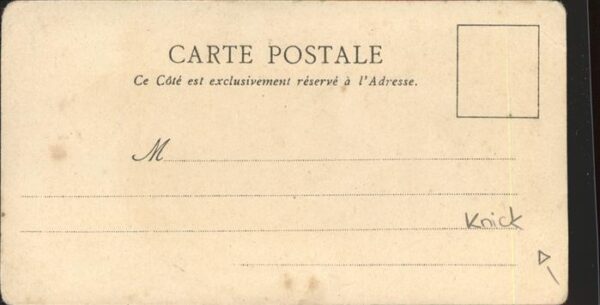 CARTE POSTALE
Ce Côté est exclusivement réservé à l'Adresse.
M
Knick